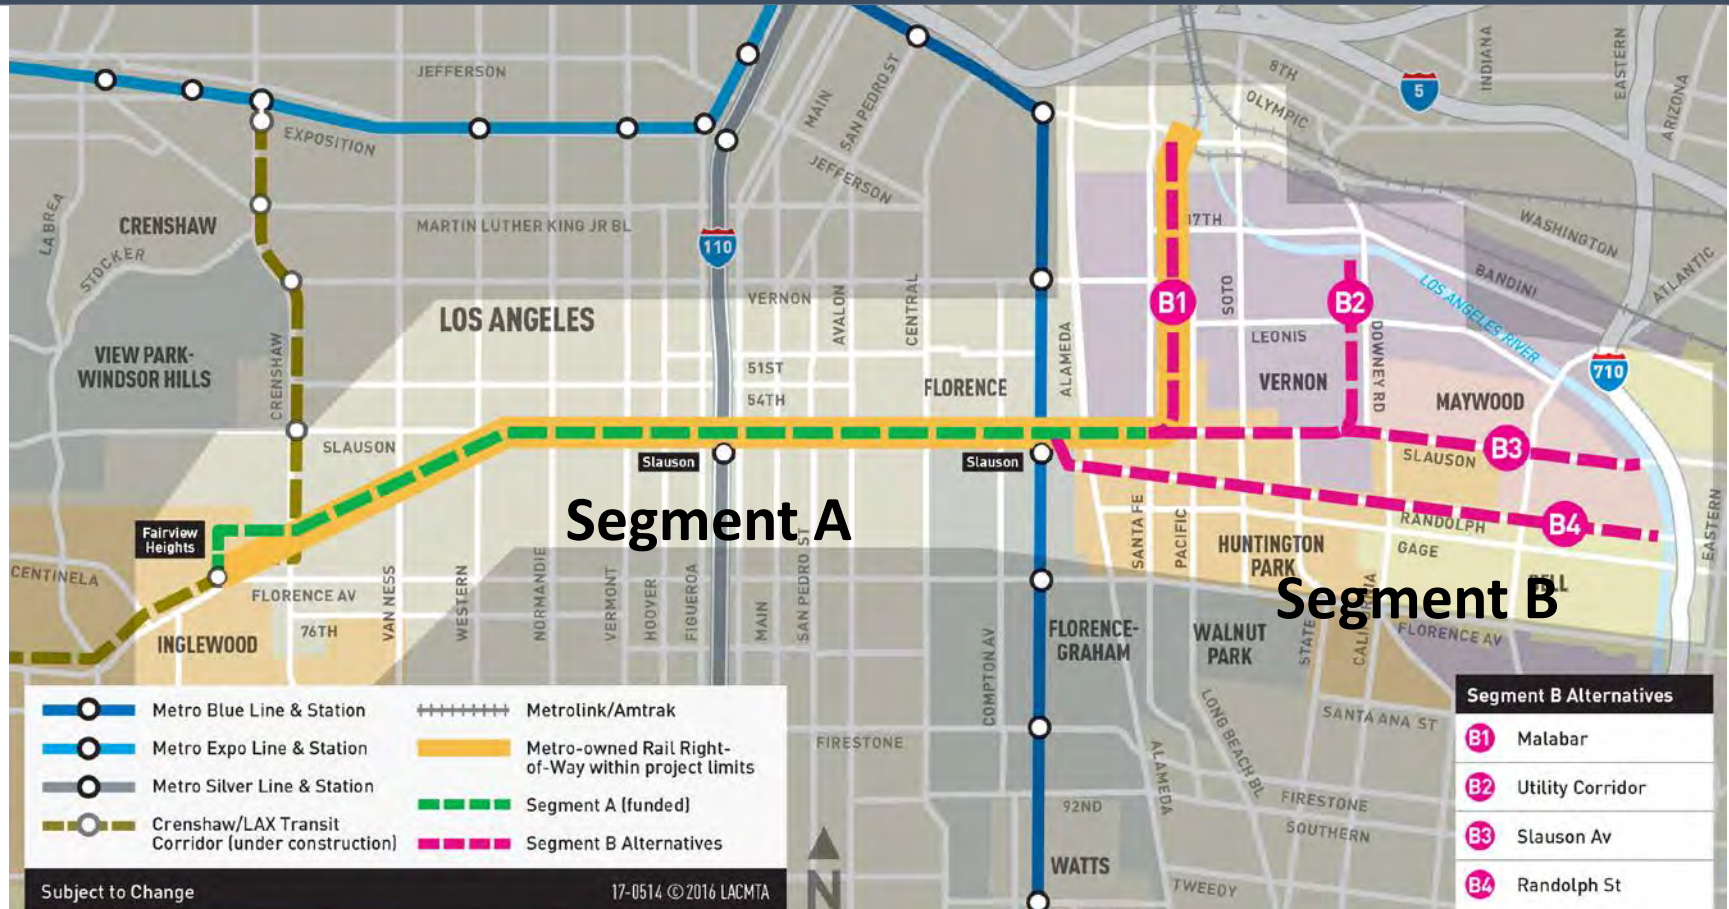 JEFFERSON
MAIN
SAN PEDRO ST
8TH
OLYMPIC
INDIANA
5
EASTERN
ARIZONA
EXPOSITION
JEFFERSON
LA BREA
CRENSHAW
STOCKER
MARTIN LUTHER KING JR BL
110
17TH
WASHINGTON
BANDINI
ATLANTIC
LOS ANGELES RIVER
LOS ANGELES
VERNON
AVALON
CENTRAL
ALAMEDA
B1
SOTO
B2
LEONIS
DOWNEY RD
VIEW PARK-
WINDSOR HILLS
CRENSHAW
51ST
54TH
FLORENCE
VERNON
MAYWOOD
710
SLAUSON
Slauson
Slauson
SLAUSON
B3
Segment A
Fairview
Heights
SANTA FE
PACIFIC
RANDOLPH
B4
GAGE
EASTERN
HUNTINGTON
PARK
CENTINELA
FLORENCE AV
76TH
INGLEWOOD
VAN NESS
WESTERN
NORMANDIE
VERMONT
HOOVER
FIGUEROA
MAIN
SAN PEDRO ST
COMPTON AV
Segment B
BELL
FLORENCE-
GRAHAM
WALNUT
PARK
STATE
CALIFORNIA
FLORENCE AV
LONG BEACH BL
SANTA ANA ST
FIRESTONE
ALAMEDA
92ND
FIRESTONE
SOUTHERN
WATTS
TWEEDY
N
Metro Blue Line & Station
Metro Expo Line & Station
Metro Silver Line & Station
Crenshaw/LAX Transit
Corridor (under construction)
Metrolink/Amtrak
Metro-owned Rail Right-
of-Way within project limits
Segment A (funded)
Segment B Alternatives
Subject to Change
17-0514 ©2016 LACMTA
Segment B Alternatives
B1 Malabar
B2 Utility Corridor
B3 Slauson Av
B4 Randolph St